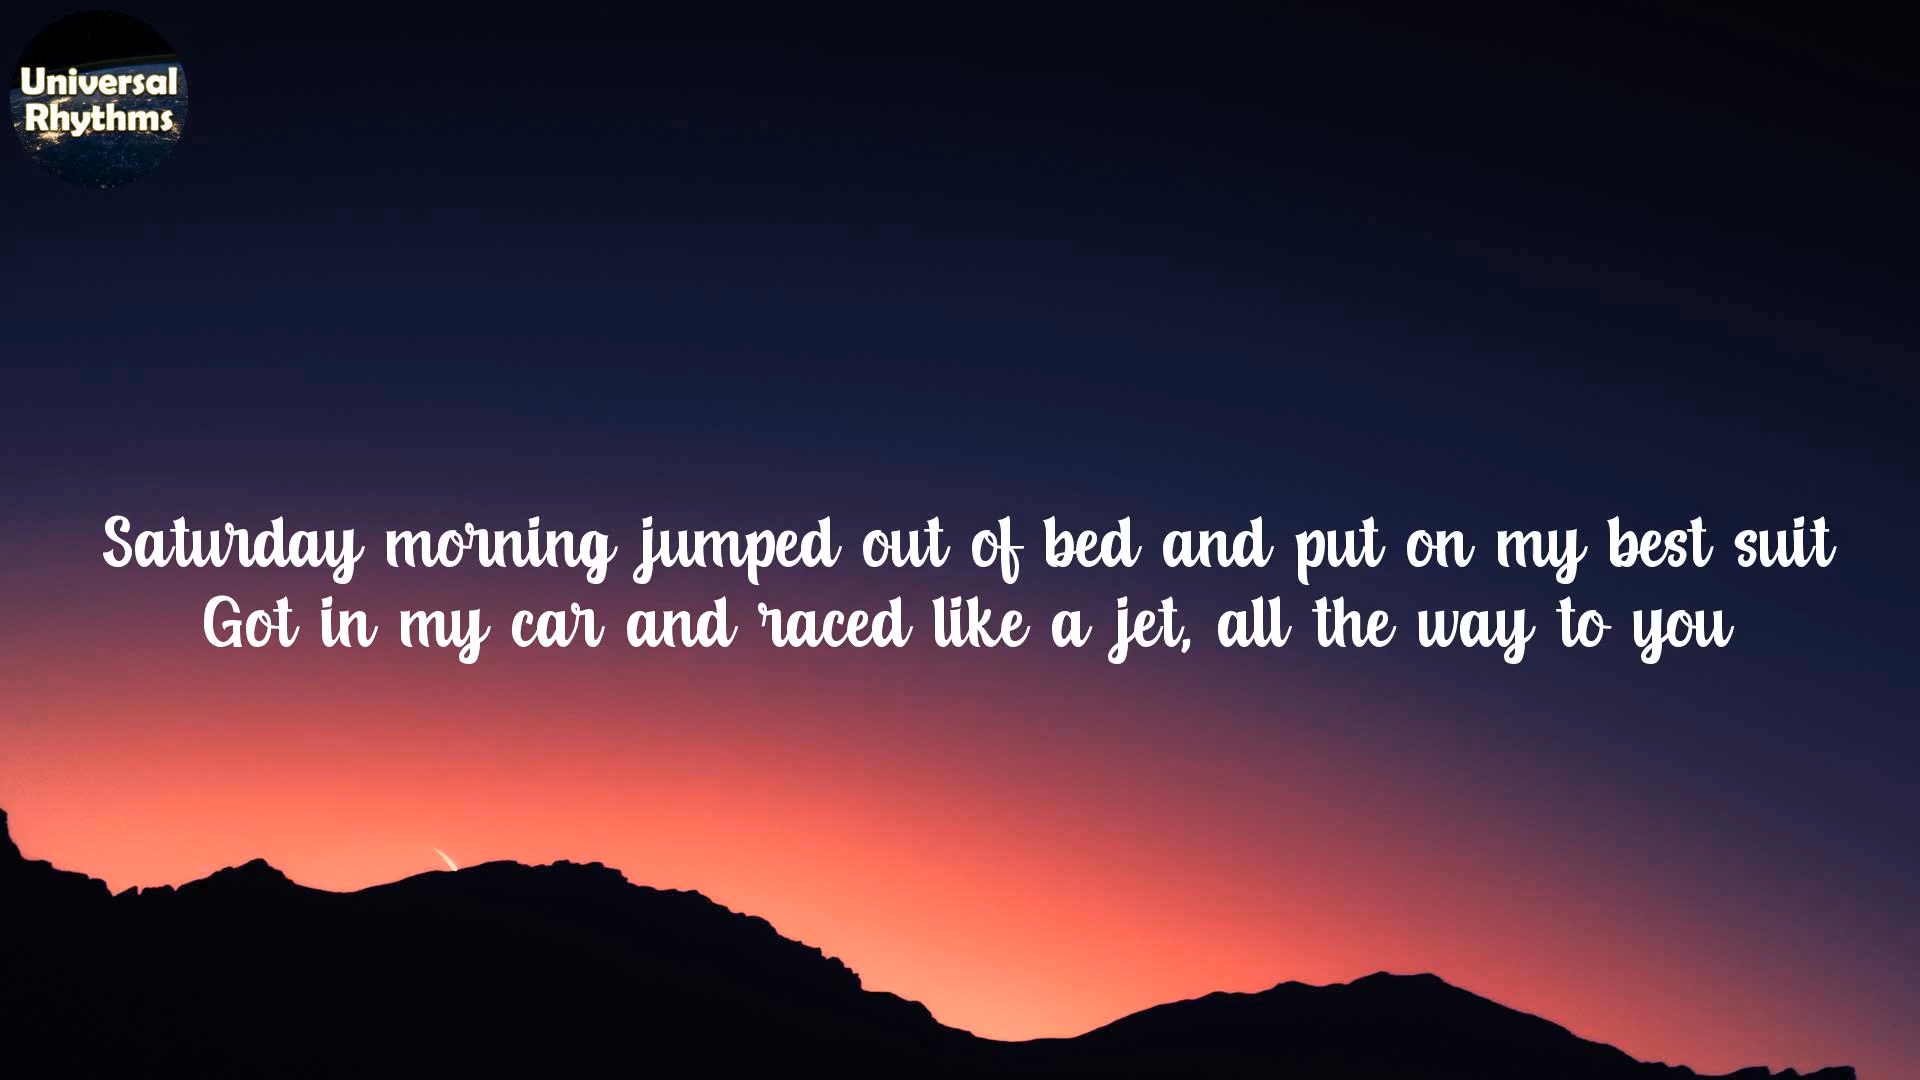 Universal
Rhythms
Saturday morning jumped out of bed and put on my best suit
Got in my car and raced like a jet, all the way to you